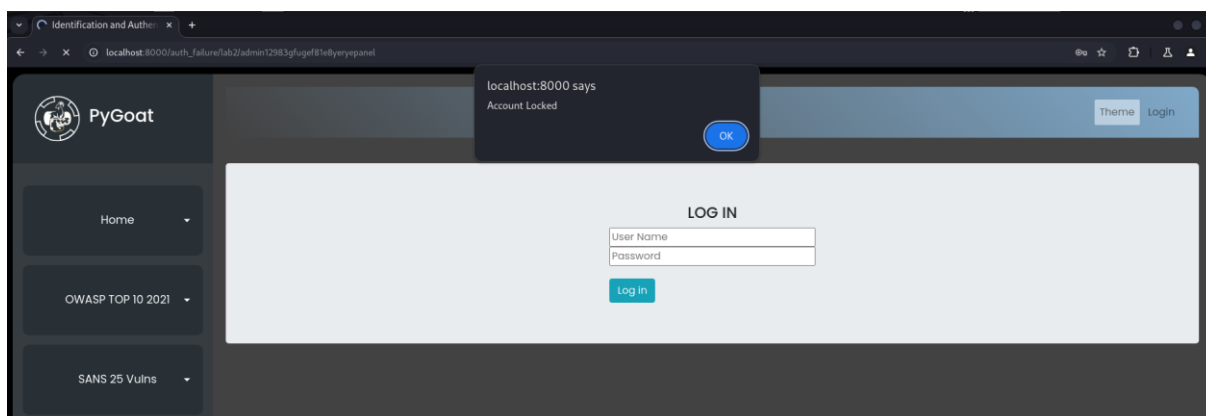 Identification and Authen
localhost:8000/auth_failure/lab2/admin12983gfugef81e8yeryepanel
localhost:8000 says
Account Locked
OK
PyGoat
Theme
Login
Home
OWASP TOP 10 2021
SANS 25 Vulns
LOG IN
User Name
Password
Log in